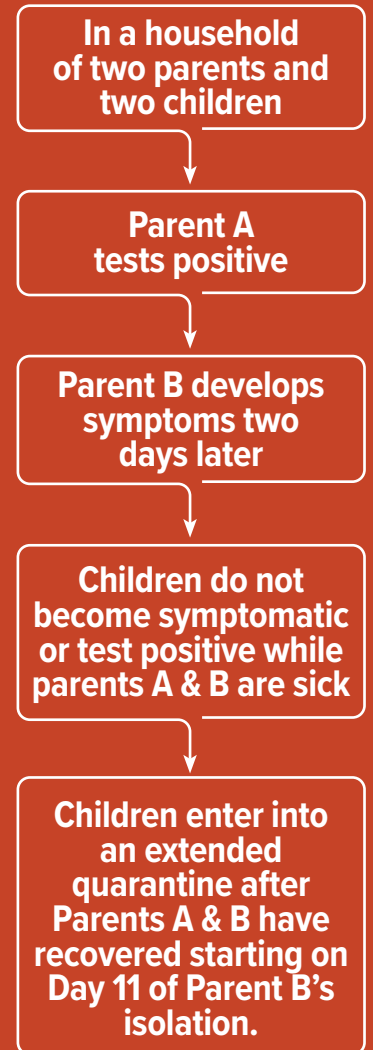 In a household
of two parents and
two children
Parent A
tests positive
Parent B develops
symptoms two
days later
Children do not
become symptomatic
or test positive while
parents A & B are sick
Children enter into
an extended
quarantine after
Parents A & B have
recovered starting on
Day 11 of Parent B’s
isolation.